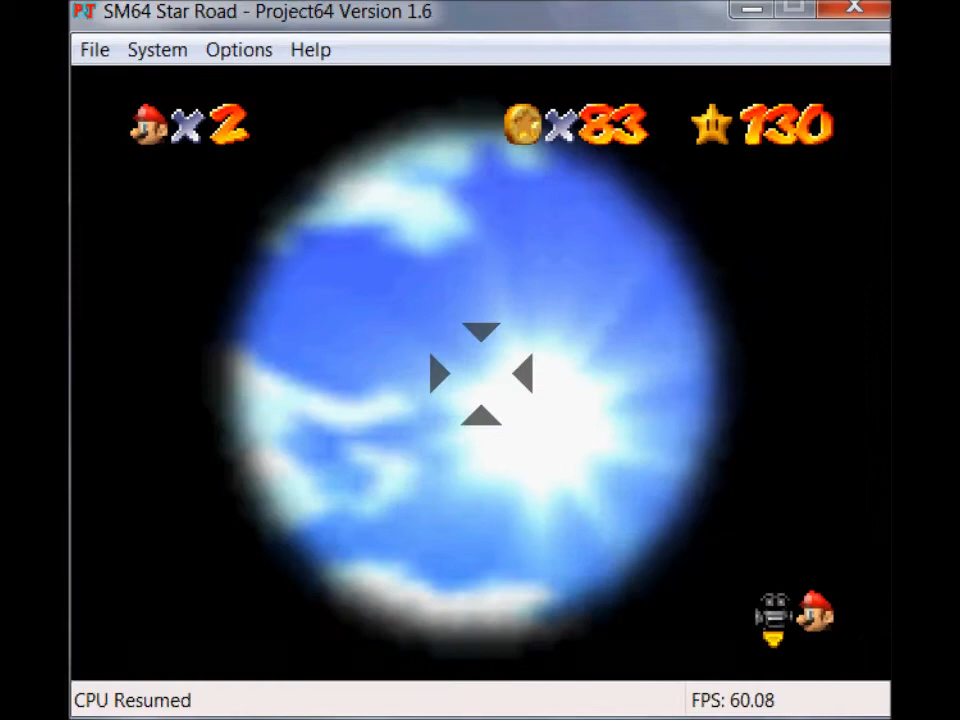 SM64 Star Road - Project64 Version 1.6
File System Options Help
×2 ×83 130
CPU Resumed FPS: 60.08